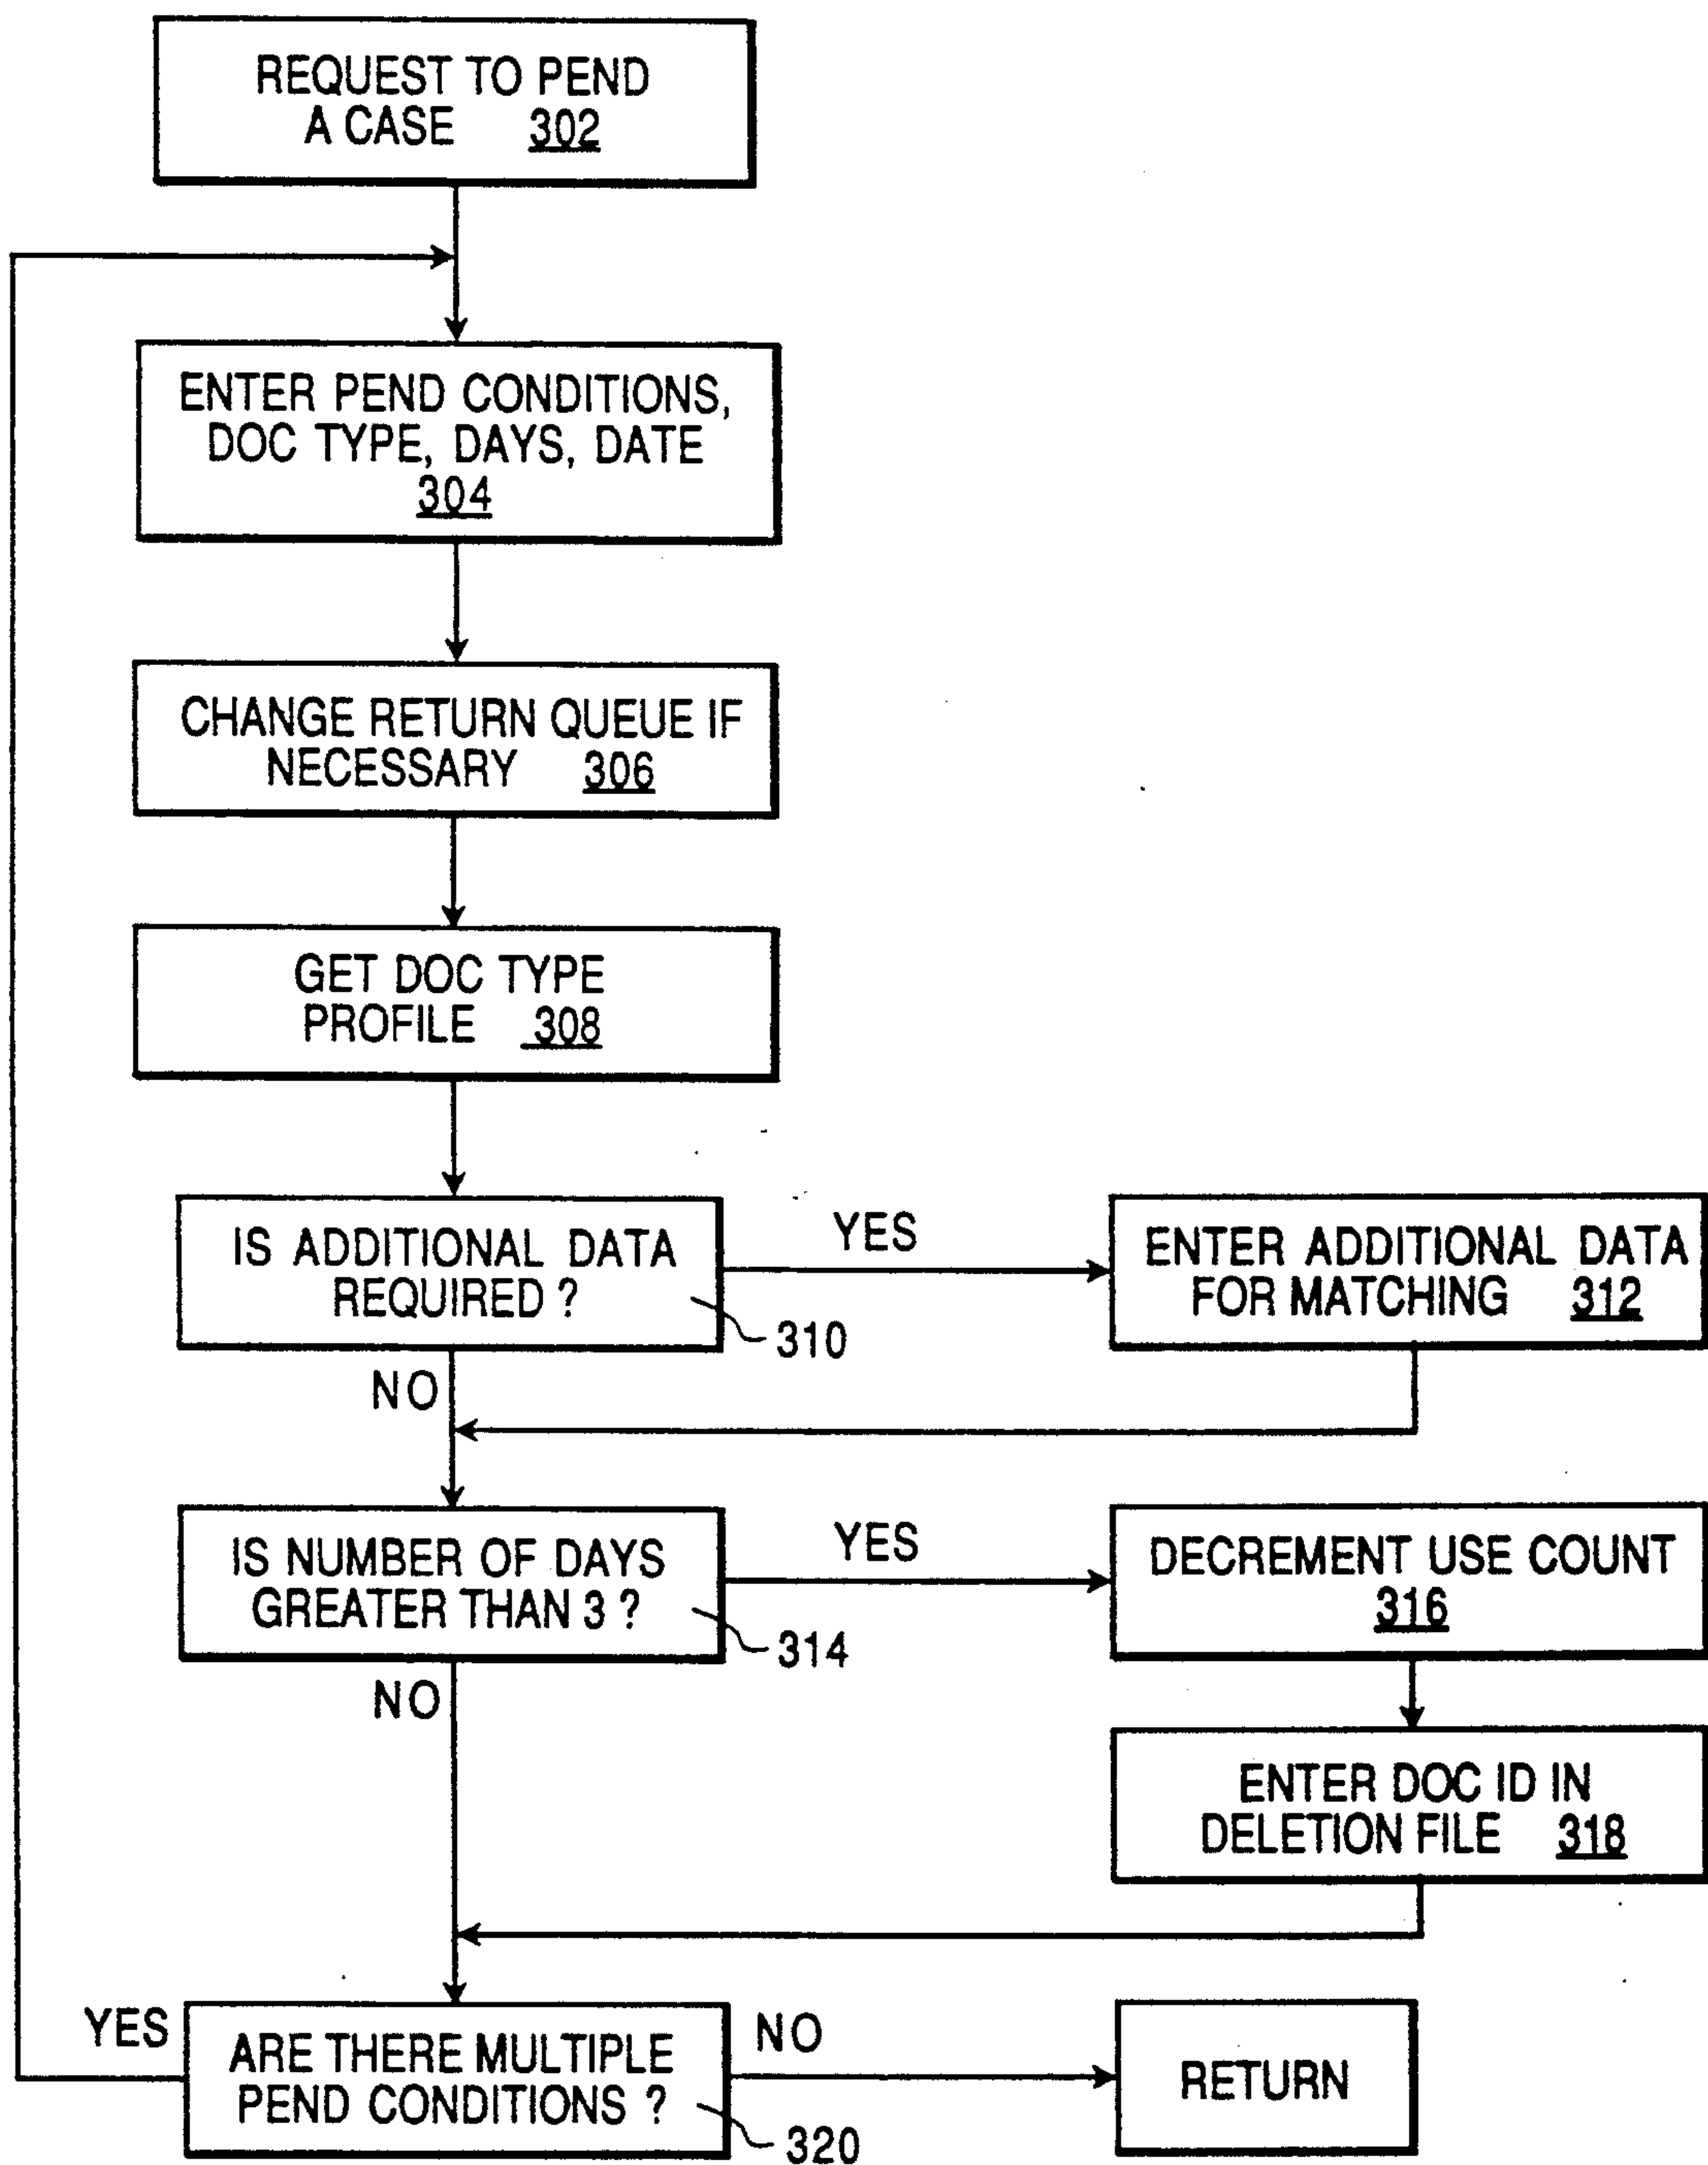 REQUEST TO PEND
A CASE 302
ENTER PEND CONDITIONS,
DOC TYPE, DAYS, DATE
304
CHANGE RETURN QUEUE IF
NECESSARY 306
GET DOC TYPE
PROFILE 308
IS ADDITIONAL DATA
REQUIRED ?
310
YES
ENTER ADDITIONAL DATA
FOR MATCHING 312
NO
IS NUMBER OF DAYS
GREATER THAN 3 ?
314
YES
DECREMENT USE COUNT
316
NO
ENTER DOC ID IN
DELETION FILE 318
YES
ARE THERE MULTIPLE
PEND CONDITIONS ?
320
NO
RETURN